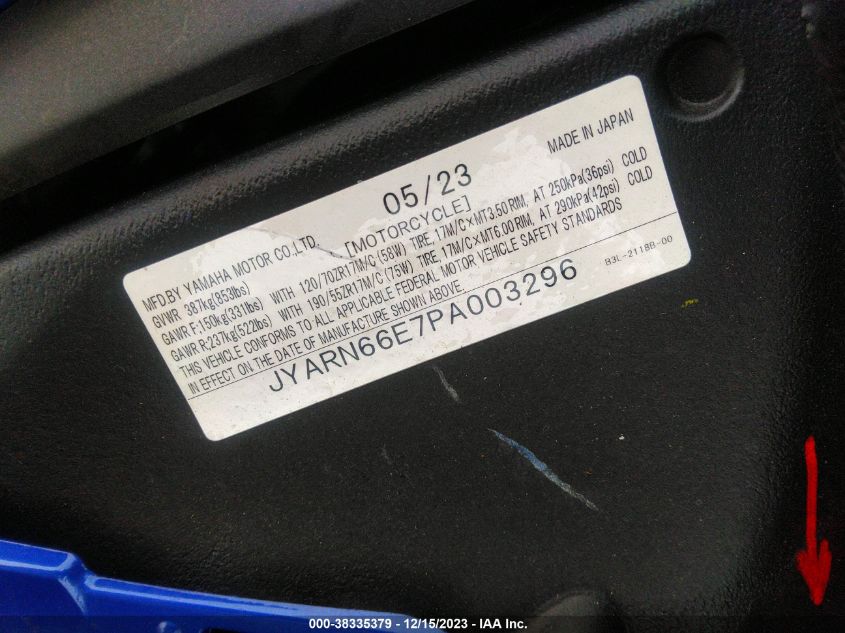 05/23
MADE IN JAPAN
MFD.BY YAMAHA MOTOR CO.,LTD. [MOTORCYCLE]
GVWR 387kg(853lbs)
GAWR F;150kg(331lbs) WITH 120/70ZR17M/C (58W) TIRE, 17M/C×MT3.50 RIM, AT 250kPa(36psi) COLD
GAWR R;237kg(522lbs) WITH 190/55ZR17M/C (75W) TIRE, 17M/C×MT6.00 RIM, AT 290kPa(42psi) COLD
THIS VEHICLE CONFORMS TO ALL APPLICABLE FEDERAL MOTOR VEHICLE SAFETY STANDARDS
IN EFFECT ON THE DATE OF MANUFACTURE SHOWN ABOVE.
JYARN66E7PA003296
B3L-2118B-00
000-38335379 - 12/15/2023 - IAA Inc.